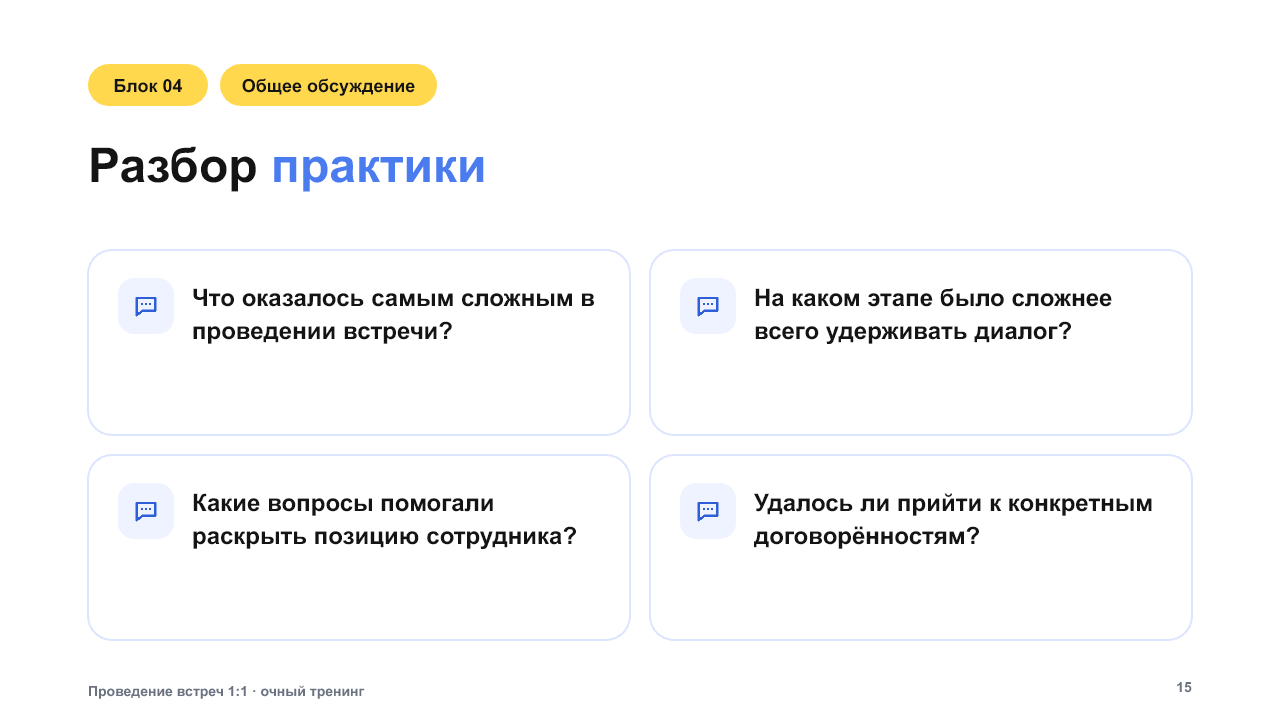 Блок 04
Общее обсуждение
Разбор практики
Что оказалось самым сложным в
проведении встречи?
На каком этапе было сложнее
всего удерживать диалог?
Какие вопросы помогали
раскрыть позицию сотрудника?
Удалось ли прийти к конкретным
договорённостям?
Проведение встреч 1:1 · очный тренинг
15